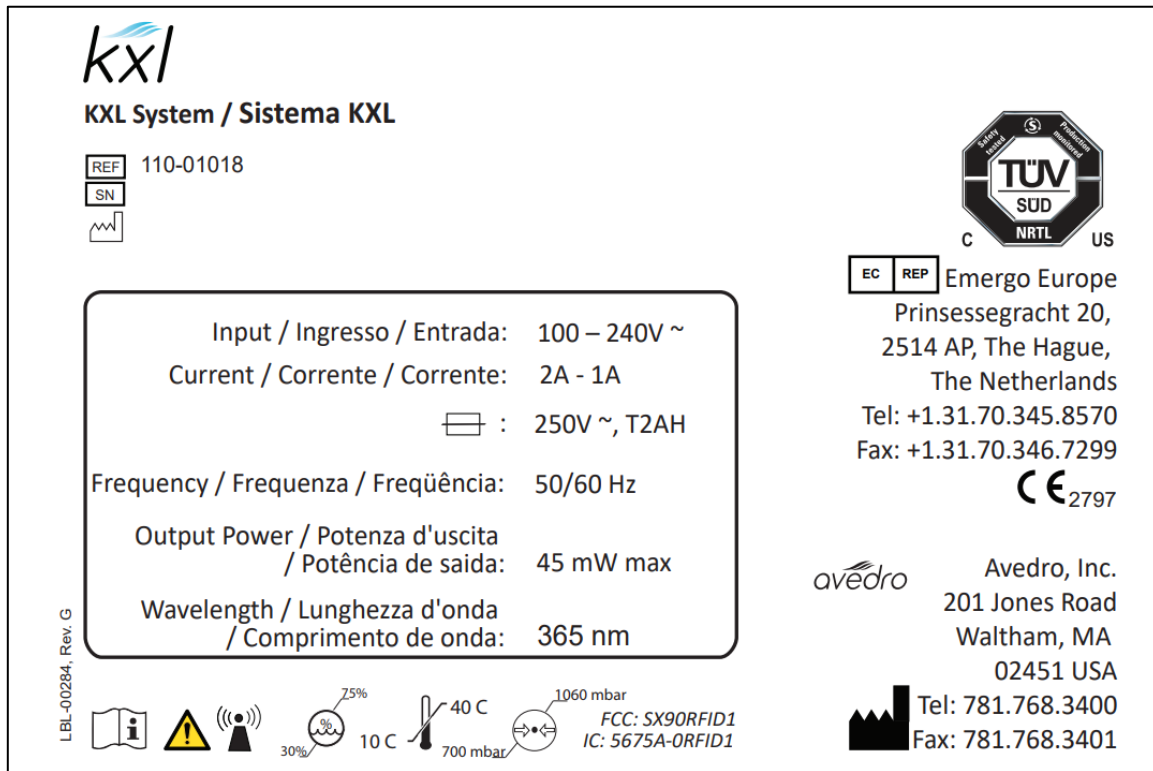 kxl
KXL System / Sistema KXL
REF 110-01018
SN
Input / Ingresso / Entrada: 100 – 240V ~
Current / Corrente / Corrente: 2A - 1A
: 250V ~, T2AH
Frequency / Frequenza / Freqüência: 50/60 Hz
Output Power / Potenza d'uscita
/ Potência de saida: 45 mW max
Wavelength / Lunghezza d'onda
/ Comprimento de onda: 365 nm
LBL-00284, Rev. G
75%
%
30%
40 C
10 C
1060 mbar
700 mbar
FCC: SX90RFID1
IC: 5675A-0RFID1
Safety tested
S
Production monitored
TÜV
SÜD
NRTL
C US
EC REP Emergo Europe
Prinsessegracht 20,
2514 AP, The Hague,
The Netherlands
Tel: +1.31.70.345.8570
Fax: +1.31.70.346.7299
CE 2797
avedro
Avedro, Inc.
201 Jones Road
Waltham, MA
02451 USA
Tel: 781.768.3400
Fax: 781.768.3401